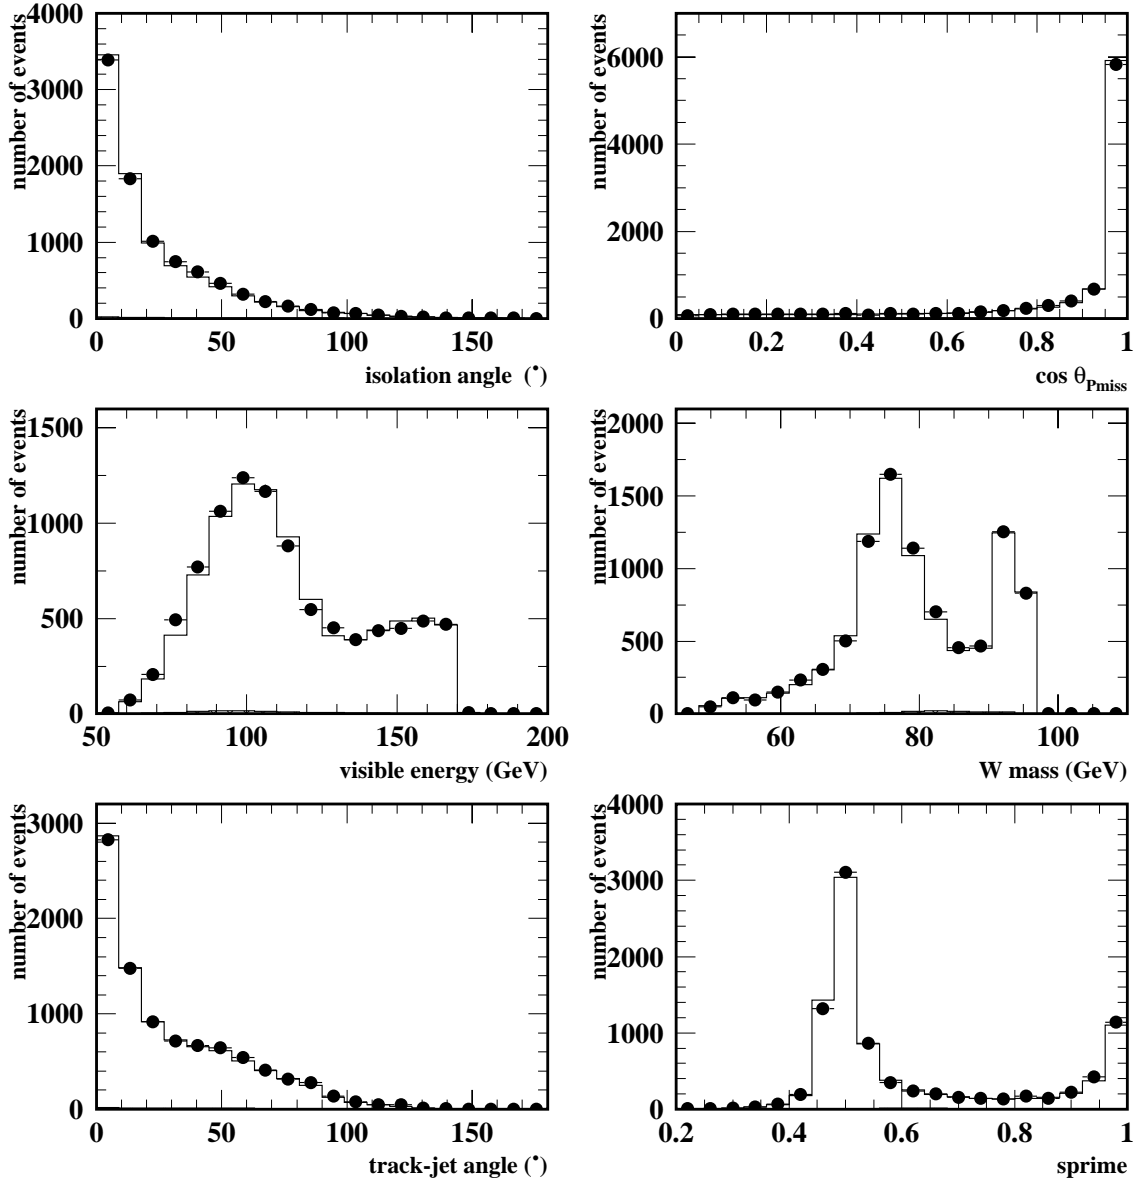 number of events
4000
3000
2000
1000
0
0 50 100 150
isolation angle (•)
number of events
6000
4000
2000
0
0 0.2 0.4 0.6 0.8 1
cos θPmiss
number of events
1500
1000
500
0
50 100 150 200
visible energy (GeV)
number of events
2000
1500
1000
500
0
60 80 100
W mass (GeV)
number of events
3000
2000
1000
0
0 50 100 150
track-jet angle (•)
number of events
4000
3000
2000
1000
0
0.2 0.4 0.6 0.8 1
sprime